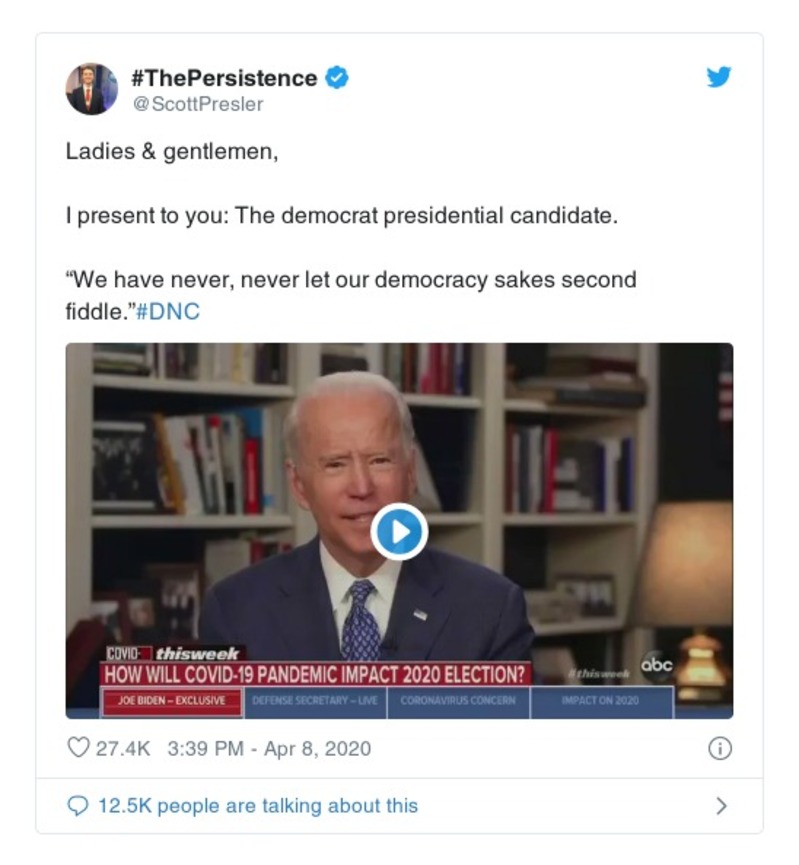 #ThePersistence
@ScottPresler
Ladies & gentlemen,
I present to you: The democrat presidential candidate.
“We have never, never let our democracy sakes second
fiddle.”#DNC
COVID- thisweek
HOW WILL COVID-19 PANDEMIC IMPACT 2020 ELECTION?
#thisweek abc
JOE BIDEN – EXCLUSIVE DEFENSE SECRETARY – LIVE CORONAVIRUS CONCERN IMPACT ON 2020
27.4K 3:39 PM - Apr 8, 2020
12.5K people are talking about this